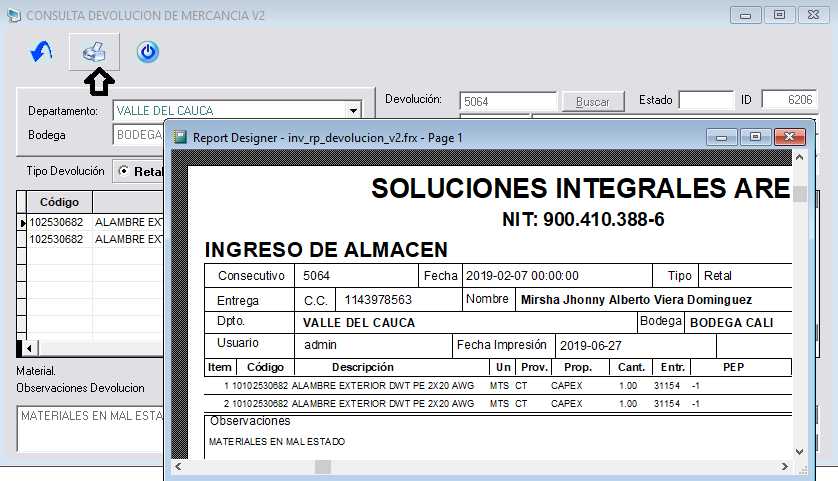 CONSULTA DEVOLUCION DE MERCANCIA V2
Departamento: VALLE DEL CAUCA
Devolución: 5064 Buscar Estado ID 6206
Bodega BODEGA
Tipo Devolución Retal
Código
102530682 ALAMBRE EXT
102530682 ALAMBRE EXT
Material.
Observaciones Devolucion
MATERIALES EN MAL ESTA
Report Designer - inv_rp_devolucion_v2.frx - Page 1
SOLUCIONES INTEGRALES ARE
NIT: 900.410.388-6
INGRESO DE ALMACEN
Consecutivo 5064 Fecha 2019-02-07 00:00:00 Tipo Retal
Entrega C.C. 1143978563 Nombre Mirsha Jhonny Alberto Viera Dominguez
Dpto. VALLE DEL CAUCA Bodega BODEGA CALI
Usuario admin Fecha Impresión 2019-06-27
Item Código Descripción Un Prov. Prop. Cant. Entr. PEP
1 10102530682 ALAMBRE EXTERIOR DWT PE 2X20 AWG MTS CT CAPEX 1.00 31154 -1
2 10102530682 ALAMBRE EXTERIOR DWT PE 2X20 AWG MTS CT CAPEX 1.00 31154 -1
Observaciones
MATERIALES EN MAL ESTADO